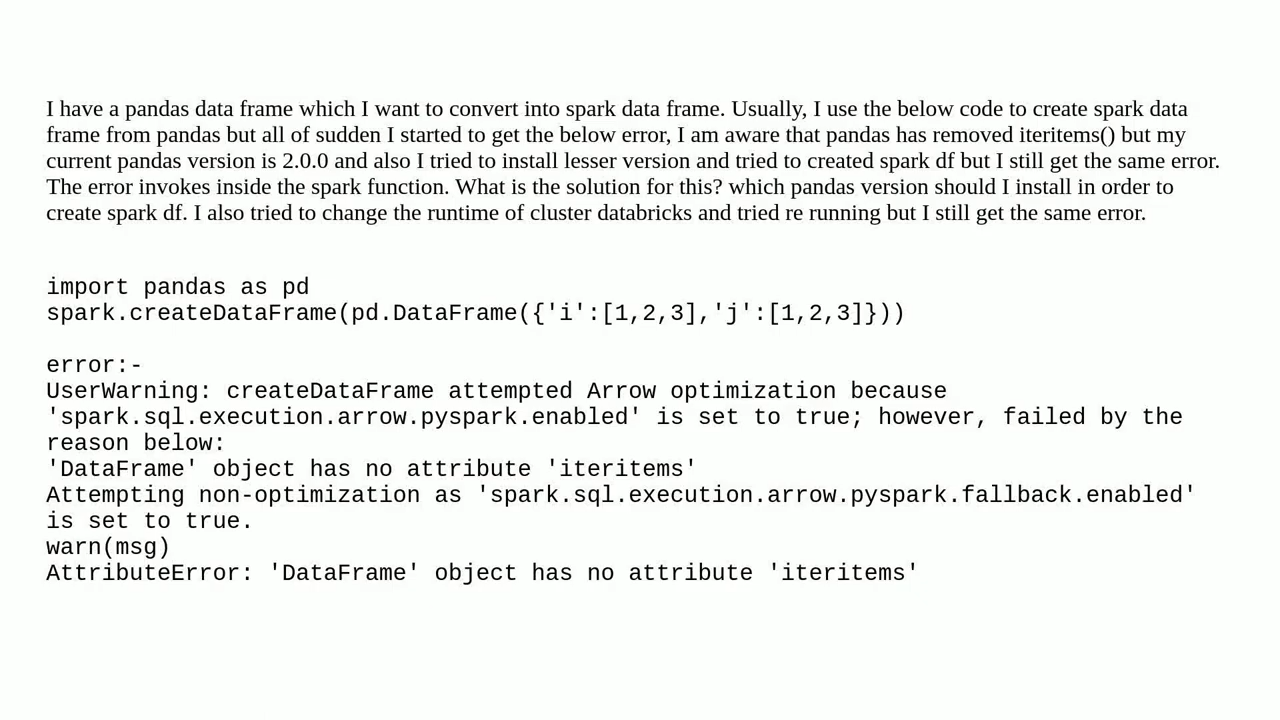 I have a pandas data frame which I want to convert into spark data frame. Usually, I use the below code to create spark data
frame from pandas but all of sudden I started to get the below error, I am aware that pandas has removed iteritems() but my
current pandas version is 2.0.0 and also I tried to install lesser version and tried to created spark df but I still get the same error.
The error invokes inside the spark function. What is the solution for this? which pandas version should I install in order to
create spark df. I also tried to change the runtime of cluster databricks and tried re running but I still get the same error.
import pandas as pd
spark.createDataFrame(pd.DataFrame({'i':[1,2,3],'j':[1,2,3]}))
error:-
UserWarning: createDataFrame attempted Arrow optimization because
'spark.sql.execution.arrow.pyspark.enabled' is set to true; however, failed by the
reason below:
'DataFrame' object has no attribute 'iteritems'
Attempting non-optimization as 'spark.sql.execution.arrow.pyspark.fallback.enabled'
is set to true.
warn(msg)
AttributeError: 'DataFrame' object has no attribute 'iteritems'